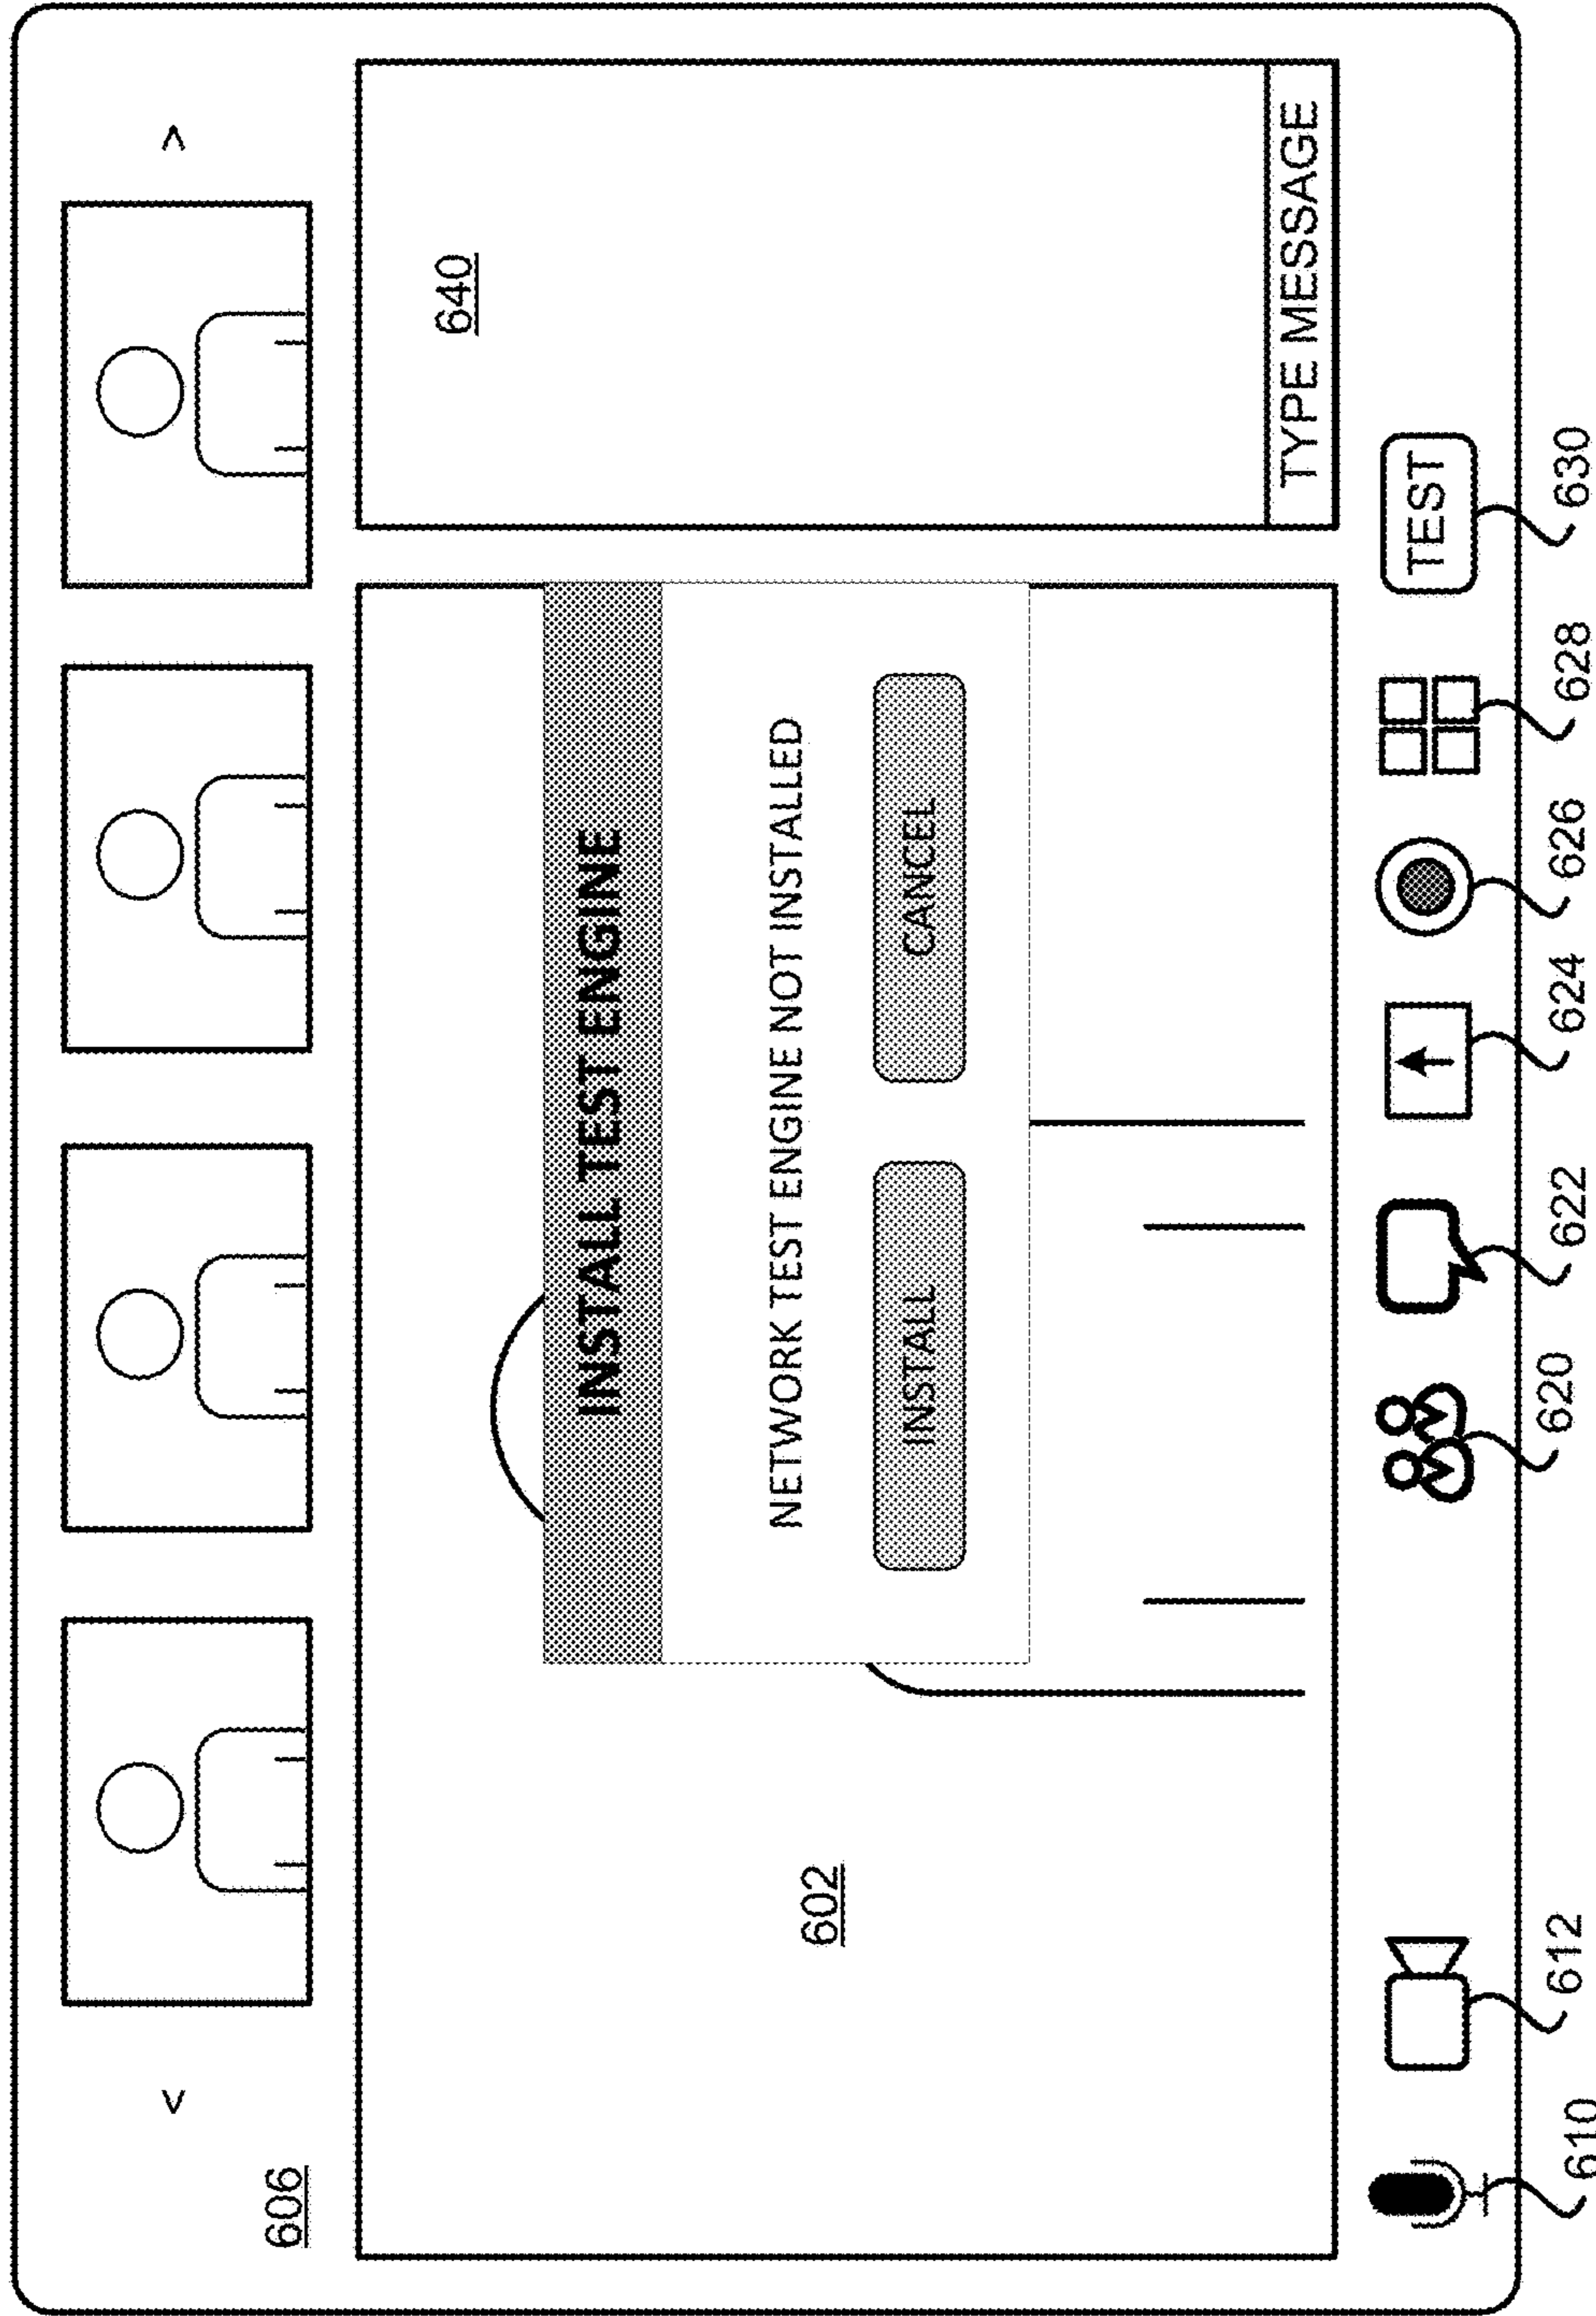 <
>
606
640
602
INSTALL TEST ENGINE
NETWORK TEST ENGINE NOT INSTALLED
INSTALL
CANCEL
TYPE MESSAGE
TEST
610
612
620
622
624
626
628
630